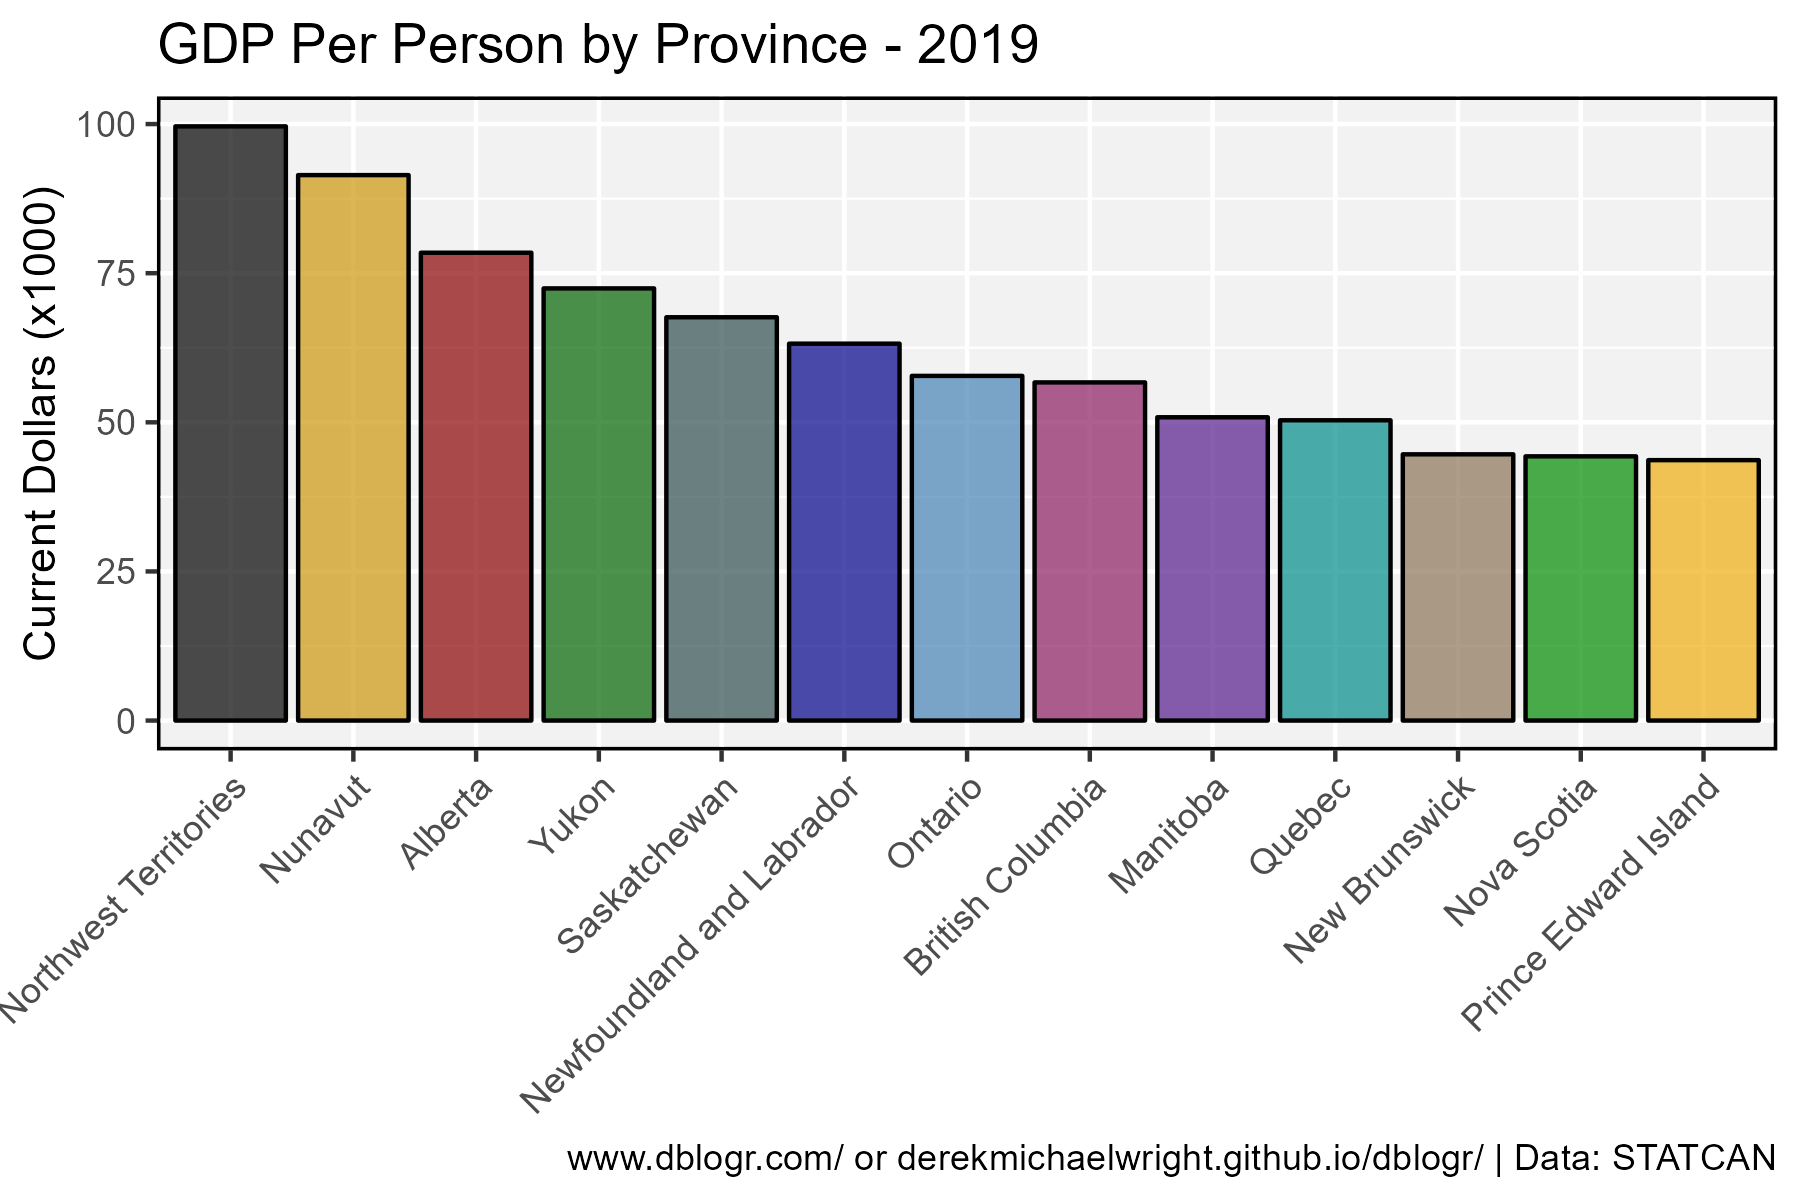 GDP Per Person by Province - 2019
Current Dollars (x1000)
100
75
50
25
0
Northwest Territories
Nunavut
Alberta
Yukon
Saskatchewan
Newfoundland and Labrador
Ontario
British Columbia
Manitoba
Quebec
New Brunswick
Nova Scotia
Prince Edward Island
www.dblogr.com/ or derekmichaelwright.github.io/dblogr/ | Data: STATCAN